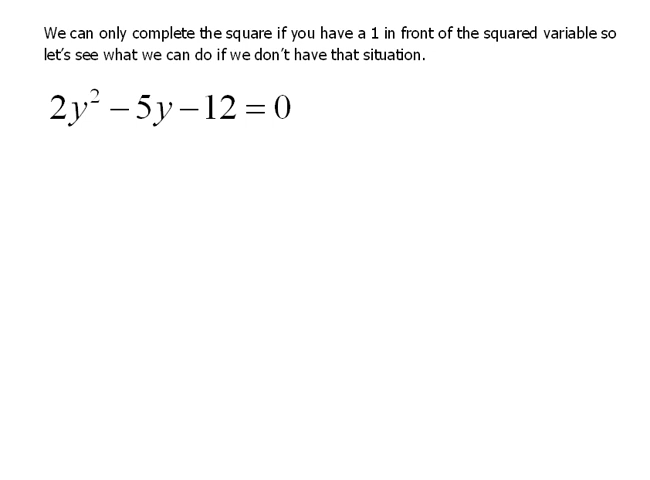 We can only complete the square if you have a 1 in front of the squared variable so
let's see what we can do if we don't have that situation.
2y² − 5y − 12 = 0